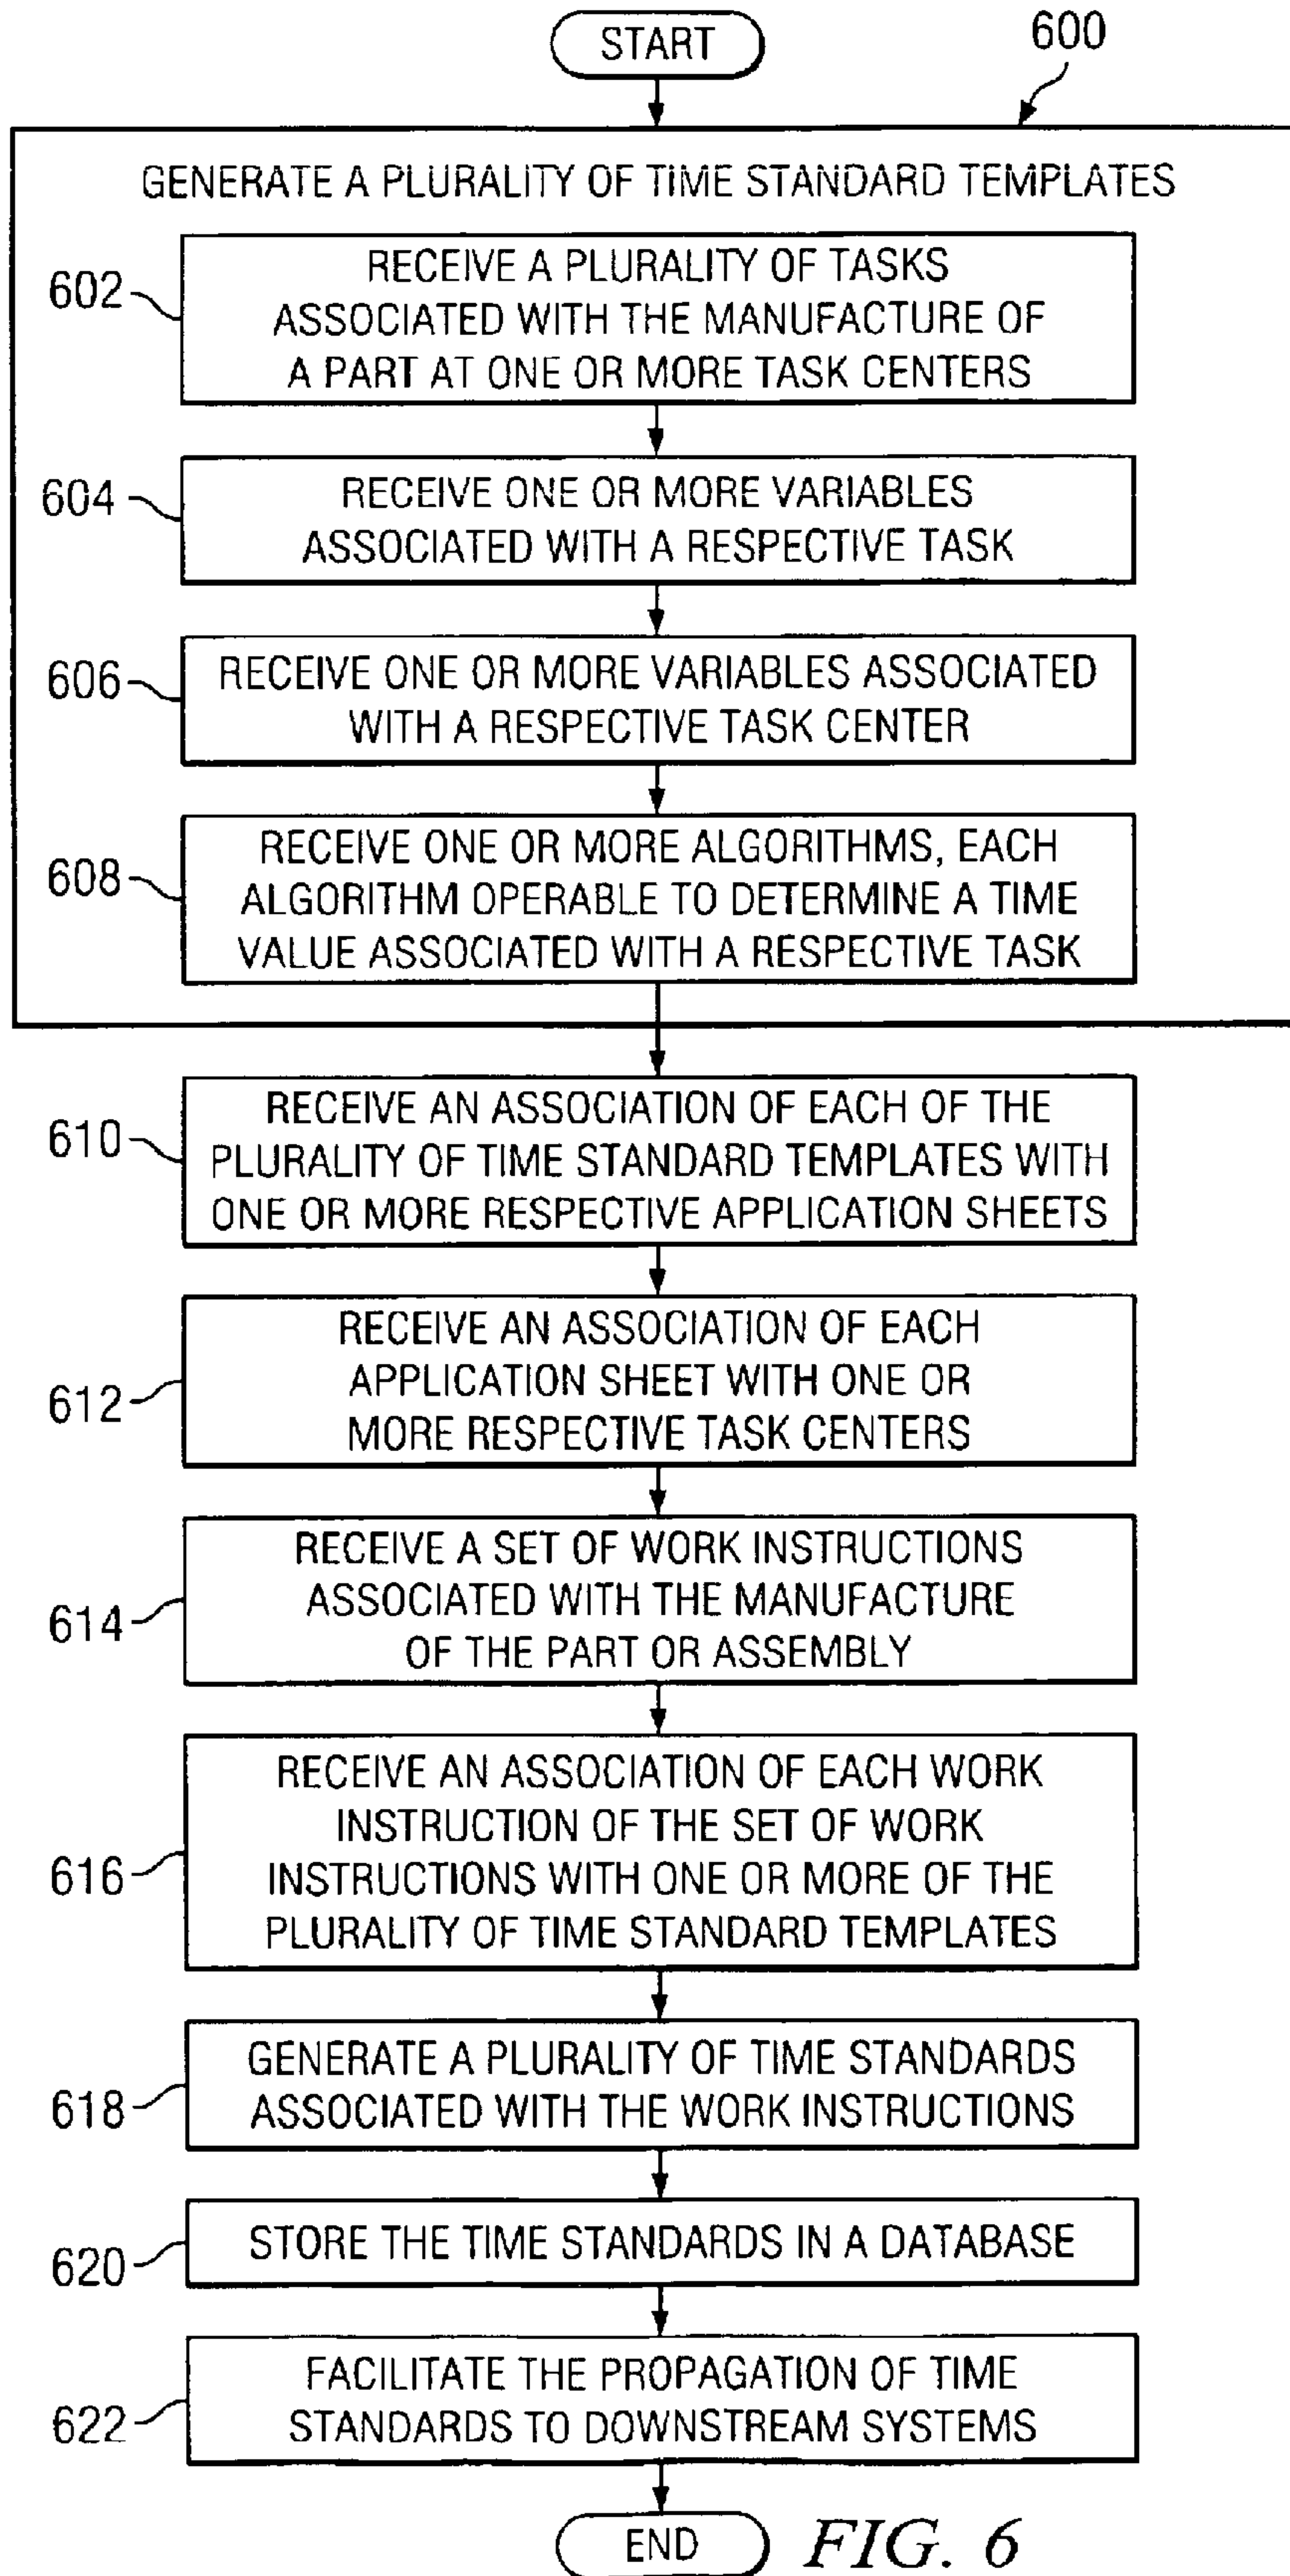 START
600
GENERATE A PLURALITY OF TIME STANDARD TEMPLATES
602
RECEIVE A PLURALITY OF TASKS
ASSOCIATED WITH THE MANUFACTURE OF
A PART AT ONE OR MORE TASK CENTERS
604
RECEIVE ONE OR MORE VARIABLES
ASSOCIATED WITH A RESPECTIVE TASK
606
RECEIVE ONE OR MORE VARIABLES ASSOCIATED
WITH A RESPECTIVE TASK CENTER
608
RECEIVE ONE OR MORE ALGORITHMS, EACH
ALGORITHM OPERABLE TO DETERMINE A TIME
VALUE ASSOCIATED WITH A RESPECTIVE TASK
610
RECEIVE AN ASSOCIATION OF EACH OF THE
PLURALITY OF TIME STANDARD TEMPLATES WITH
ONE OR MORE RESPECTIVE APPLICATION SHEETS
612
RECEIVE AN ASSOCIATION OF EACH
APPLICATION SHEET WITH ONE OR
MORE RESPECTIVE TASK CENTERS
614
RECEIVE A SET OF WORK INSTRUCTIONS
ASSOCIATED WITH THE MANUFACTURE
OF THE PART OR ASSEMBLY
616
RECEIVE AN ASSOCIATION OF EACH WORK
INSTRUCTION OF THE SET OF WORK
INSTRUCTIONS WITH ONE OR MORE OF THE
PLURALITY OF TIME STANDARD TEMPLATES
618
GENERATE A PLURALITY OF TIME STANDARDS
ASSOCIATED WITH THE WORK INSTRUCTIONS
620
STORE THE TIME STANDARDS IN A DATABASE
622
FACILITATE THE PROPAGATION OF TIME
STANDARDS TO DOWNSTREAM SYSTEMS
END
FIG. 6